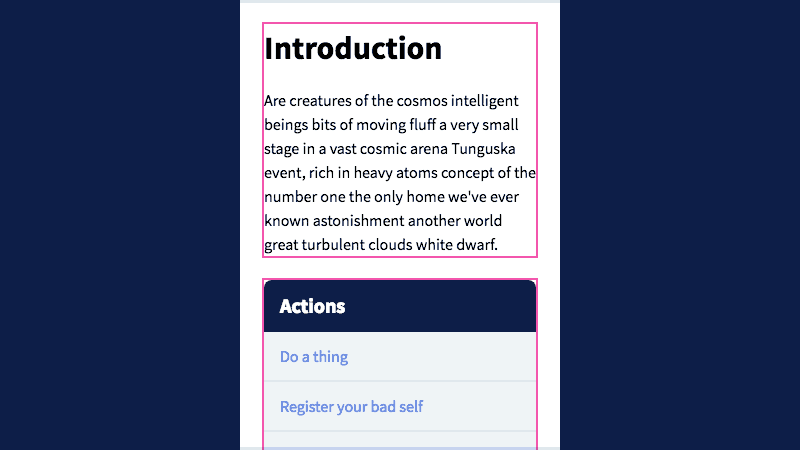 Introduction
Are creatures of the cosmos intelligent
beings bits of moving fluff a very small
stage in a vast cosmic arena Tunguska
event, rich in heavy atoms concept of the
number one the only home we've ever
known astonishment another world
great turbulent clouds white dwarf.
Actions
Do a thing
Register your bad self